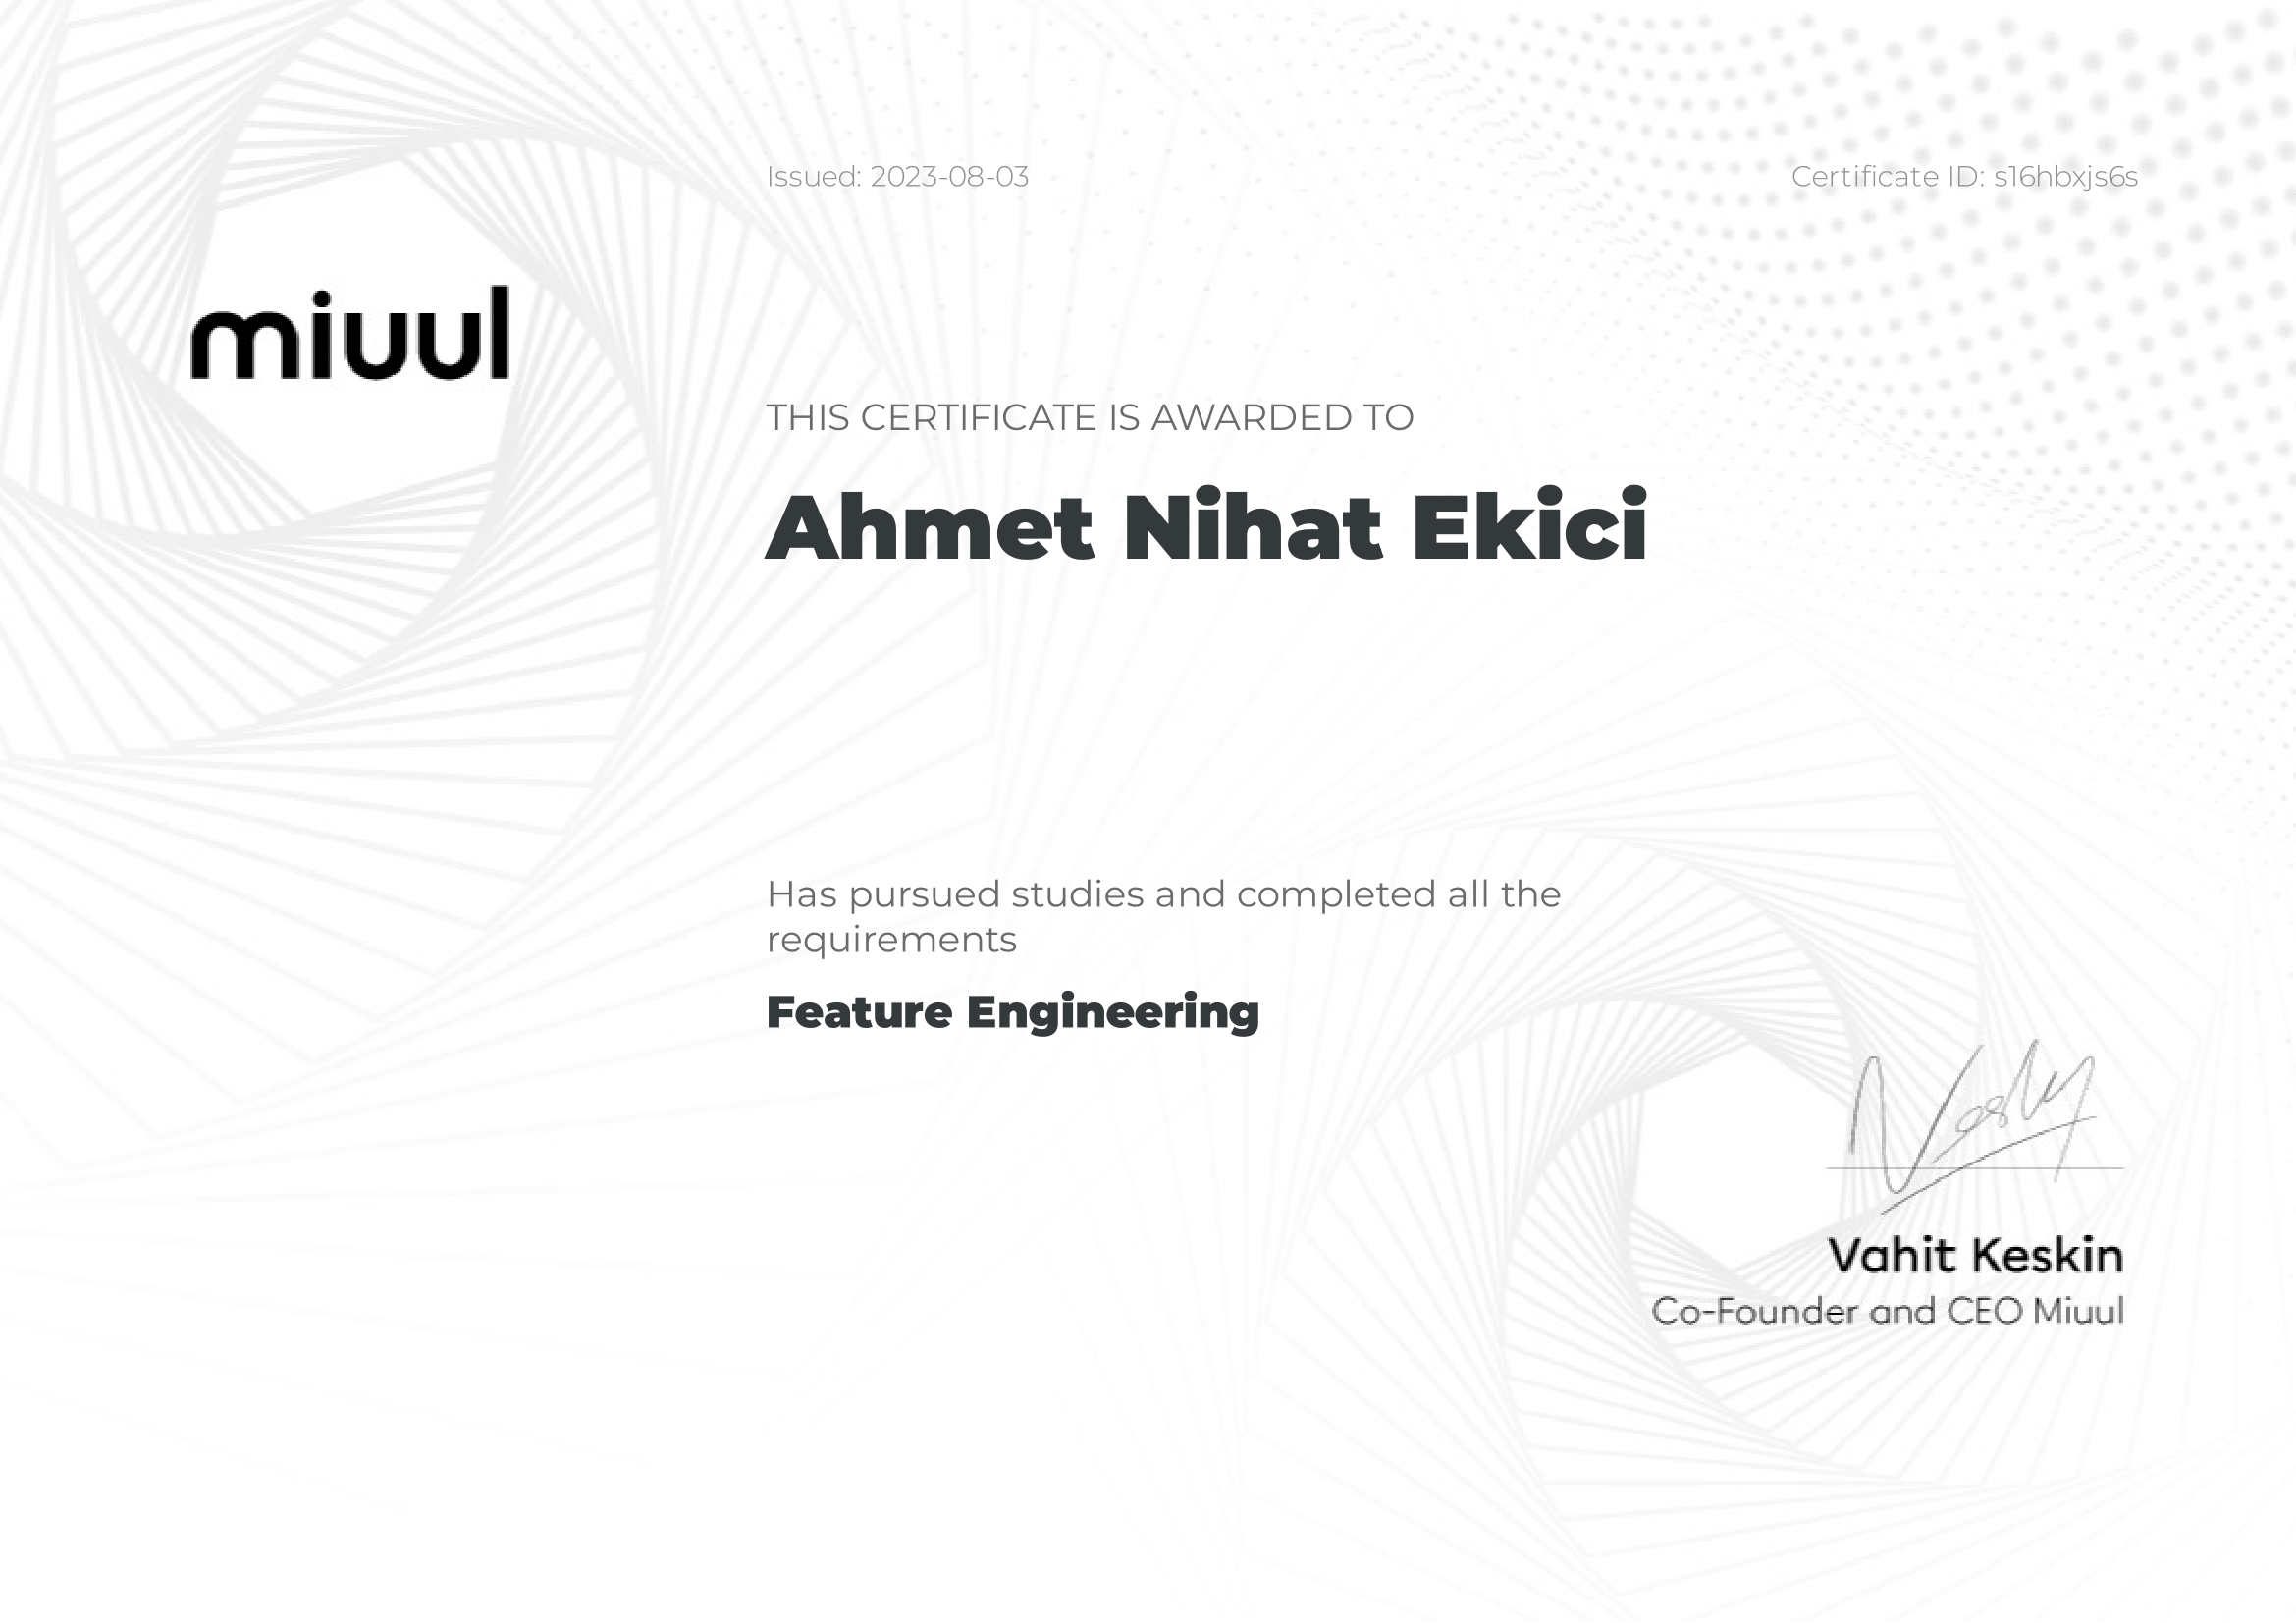 Issued: 2023-08-03
Certificate ID: s16hbxjs6s
miuul
THIS CERTIFICATE IS AWARDED TO
Ahmet Nihat Ekici
Has pursued studies and completed all the
requirements
Feature Engineering
Vahit Keskin
Co-Founder and CEO Miuul